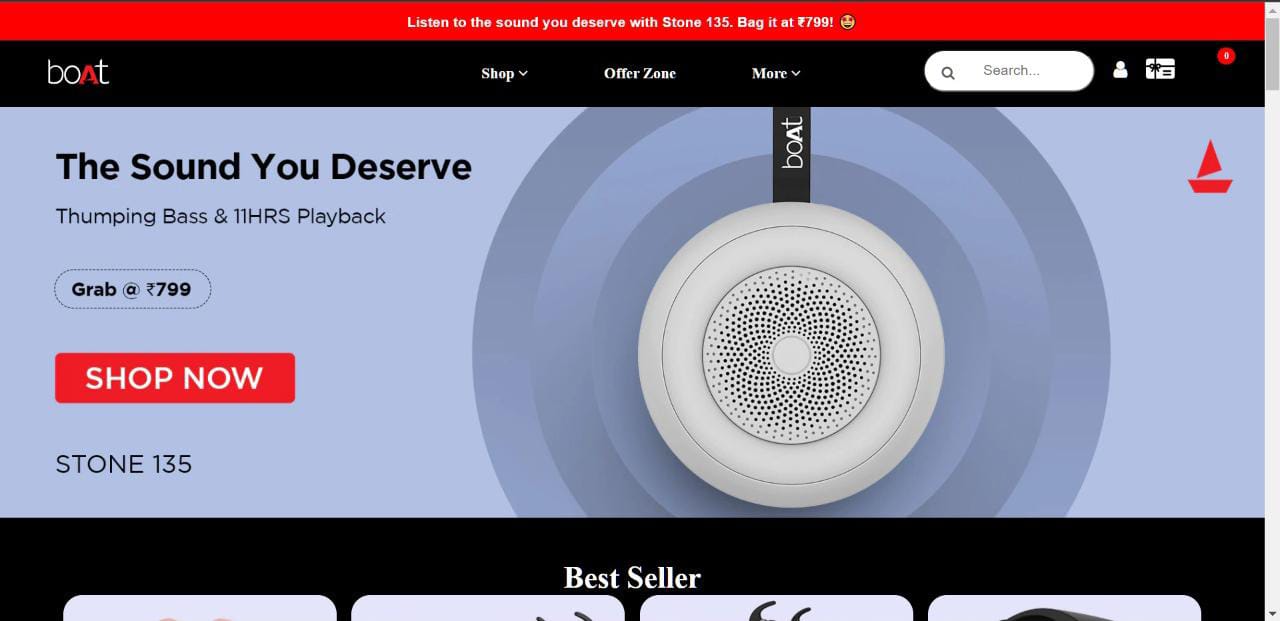 Listen to the sound you deserve with Stone 135. Bag it at ₹799! 🤩
boAt
Shop
Offer Zone
More
Search...
0
boAt
The Sound You Deserve
Thumping Bass & 11HRS Playback
Grab @ ₹799
SHOP NOW
STONE 135
Best Seller